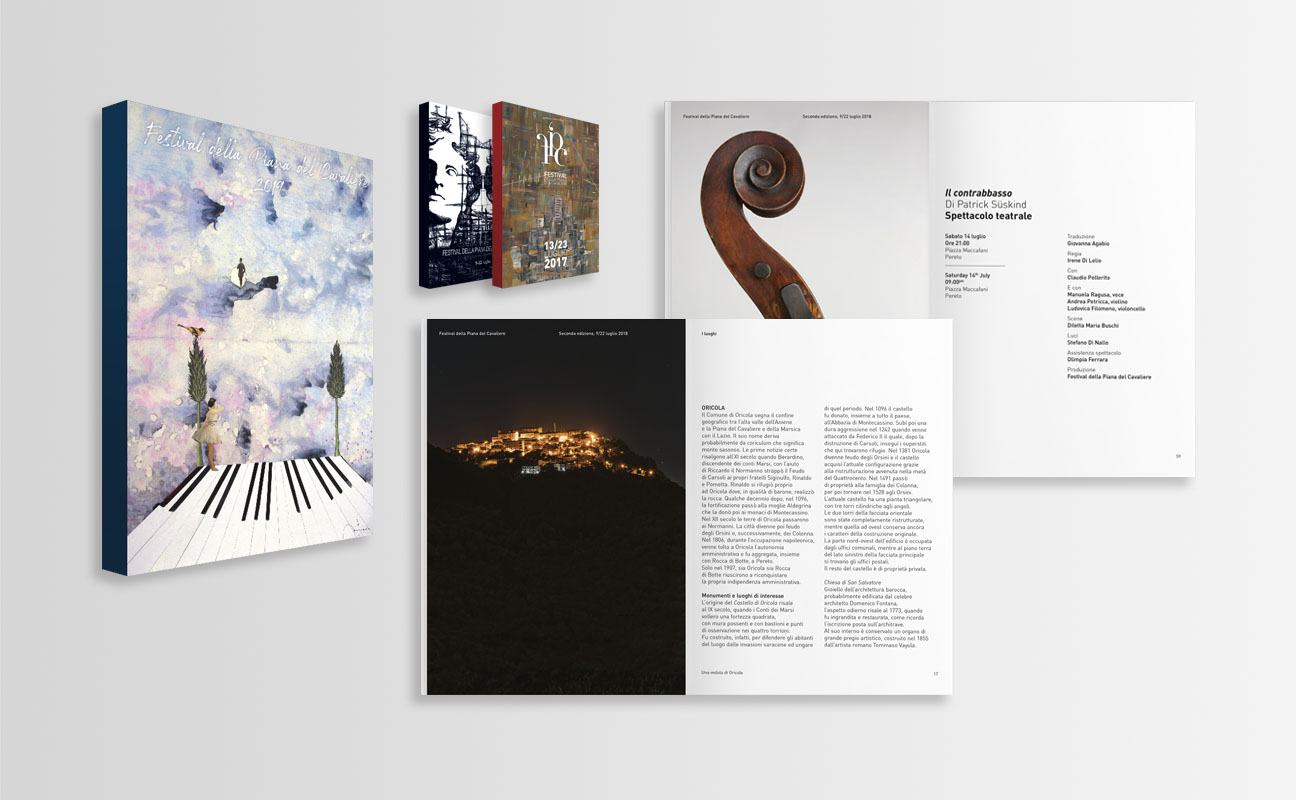 Festival della Piana del Cavaliere
2019
FESTIVAL DELLA PIANA DE
9-22 luglio
fpc
FESTIVAL
13/23
LUGLIO
2017
Festival della Piana del Cavaliere
Seconda edizione, 9/22 luglio 2018
Il contrabbasso
Di Patrick Süskind
Spettacolo teatrale
Sabato 14 luglio
Ore 21:00
Piazza Maccafani
Pereto
Saturday 14th July
09.00pm
Piazza Maccafani
Pereto
Traduzione
Giovanna Agabio
Regia
Irene Di Lelio
Con
Claudio Pellerito
E con
Manuela Ragusa, voce
Andrea Petricca, violino
Ludovica Filomeno, violoncello
Scene
Diletta Maria Buschi
Luci
Stefano Di Nallo
Assistenza spettacolo
Olimpia Ferrara
Produzione
Festival della Piana del Cavaliere
59
Festival della Piana del Cavaliere
Seconda edizione, 9/22 luglio 2018
I luoghi
ORICOLA
Il Comune di Oricola segna il confine
geografico tra l'alta valle dell'Aniene
e la Piana del Cavaliere e della Marsica
con il Lazio. Il suo nome deriva
probabilmente da coriculum che significa
monte sassoso. Le prime notizie certe
risalgono all'XI secolo quando Berardino,
discendente dei conti Marsi, con l'aiuto
di Riccardo il Normanno strappò il Feudo
di Carsoli ai propri fratelli Siginulfo, Rinaldo
e Pometta. Rinaldo si rifugiò proprio
ad Oricola dove, in qualità di barone, realizzò
la rocca. Qualche decennio dopo, nel 1096,
la fortificazione passò alla moglie Aldegrina
che la donò poi ai monaci di Montecassino.
Nel XII secolo le terre di Oricola passarono
ai Normanni. La città divenne poi feudo
degli Orsini e, successivamente, dei Colonna.
Nel 1806, durante l'occupazione napoleonica,
venne tolta a Oricola l'autonomia
amministrativa e fu aggregata, insieme
con Rocca di Botte, a Pereto.
Solo nel 1907, sia Oricola sia Rocca
di Botte riuscirono a riconquistare
la propria indipendenza amministrativa.
Monumenti e luoghi di interesse
L'origine del Castello di Oricola risale
al IX secolo, quando i Conti dei Marsi
vollero una fortezza quadrata,
con mura possenti e con bastioni e punti
di osservazione nei quattro torrioni.
Fu costruito, infatti, per difendere gli abitanti
del luogo dalle invasioni saracene ed ungare
di quel periodo. Nel 1096 il castello
fu donato, insieme a tutto il paese,
all'Abbazia di Montecassino. Subì poi una
dura aggressione nel 1242 quando venne
attaccato da Federico II il quale, dopo la
distruzione di Carsoli, inseguì i superstiti
che qui trovarono rifugio. Nel 1381 Oricola
divenne feudo degli Orsini e il castello
acquisì l'attuale configurazione grazie
alla ristrutturazione avvenuta nella metà
del Quattrocento. Nel 1491 passò
di proprietà alla famiglia dei Colonna,
per poi tornare nel 1528 agli Orsini.
L'attuale castello ha una pianta triangolare,
con tre torri cilindriche agli angoli.
Le due torri della facciata orientale
sono state completamente ristrutturate,
mentre quella ad ovest conserva ancora
i caratteri della costruzione originale.
La parte nord-ovest dell'edificio è occupata
dagli uffici comunali, mentre al piano terra
del lato sinistro della facciata principale
si trovano gli uffici postali.
Il resto del castello è di proprietà privata.
Chiesa di San Salvatore
Gioiello dell'architettura barocca,
probabilmente edificata dal celebre
architetto Domenico Fontana,
l'aspetto odierno risale al 1773, quando
fu ingrandita e restaurata, come ricorda
l'iscrizione posta sull'architrave.
Al suo interno è conservato un organo di
grande pregio artistico, costruito nel 1855
dall'artista romano Tommaso Vayola.
Una veduta di Oricola
17